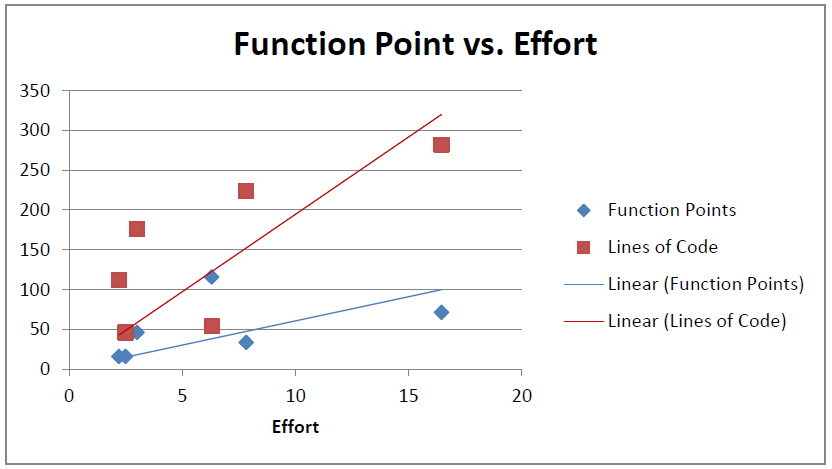 Function Point vs. Effort
350
300
250
200
150
100
50
0
0 5 10 15 20
Effort
Function Points
Lines of Code
Linear (Function Points)
Linear (Lines of Code)